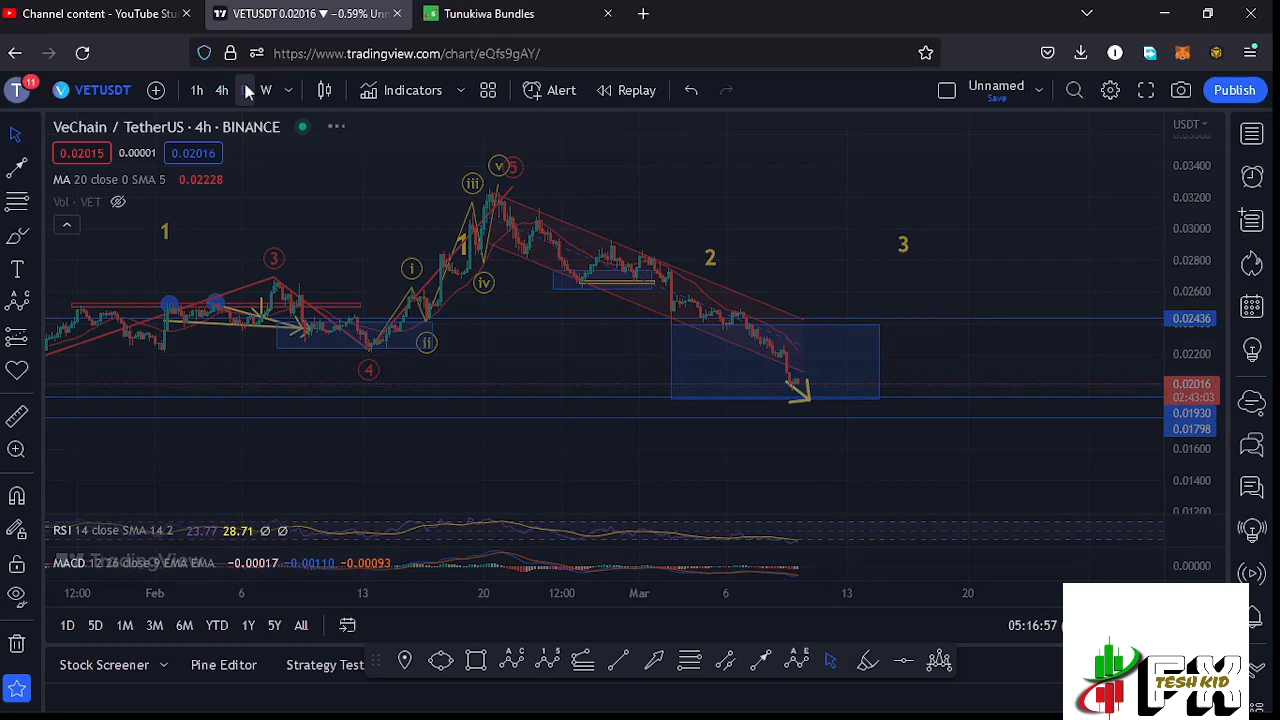 Channel content - YouTube Stu
VETUSDT 0.02016 ▼ −0.59% Unn
Tunukiwa Bundles
https://www.tradingview.com/chart/eQfs9gAY/
T
11
VETUSDT
1h
4h
W
Indicators
Alert
Replay
Unnamed
Save
Publish
VeChain / TetherUS · 4h · BINANCE
0.02015
0.00001
0.02016
MA 20 close 0 SMA 5
0.02228
Vol · VET
USDT
0.03400
0.03200
0.03000
0.02800
0.02600
0.02436
0.02200
0.02016
02:43:03
0.01930
0.01798
0.01600
0.01400
0.01200
0.00000
1
3
4
i
ii
iii
iv
v
5
1
2
3
RSI 14 close SMA 14 2
23.77
28.71
Ø
Ø
TradingView
MACD 12 26 close 9 EMA EMA
−0.00017
−0.00110
−0.00093
12:00
Feb
6
13
20
12:00
Mar
6
13
20
1D
5D
1M
3M
6M
YTD
1Y
5Y
All
05:16:57 (
Stock Screener
Pine Editor
Strategy Test
FX
TESH KID